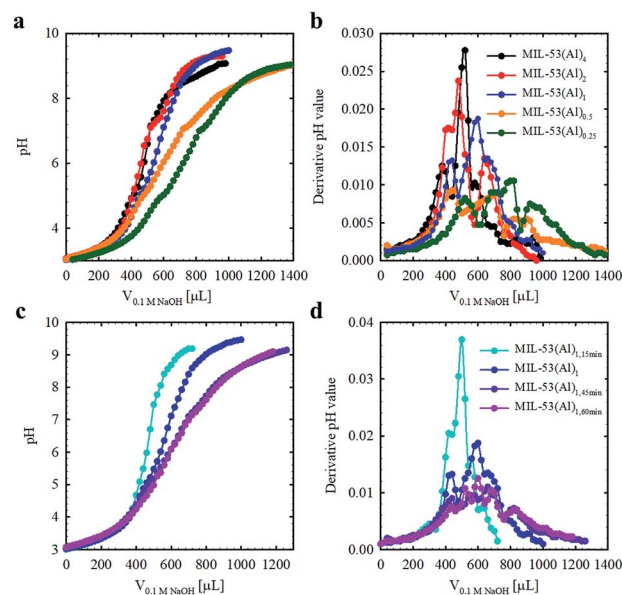 a
b
10
8
6
4
pH
0 200 400 600 800 1000 1200 1400
V0.1 M NaOH [µL]
0.030
0.025
0.020
0.015
0.010
0.005
0.000
Derivative pH value
MIL-53(Al)4
MIL-53(Al)2
MIL-53(Al)1
MIL-53(Al)0.5
MIL-53(Al)0.25
0 200 400 600 800 1000 1200 1400
V0.1 M NaOH [µL]
c
d
10
9
8
7
6
5
4
3
pH
0 200 400 600 800 1000 1200
V0.1 M NaOH [µL]
0.04
0.03
0.02
0.01
0.00
Derivative pH value
MIL-53(Al)1,15min
MIL-53(Al)1
MIL-53(Al)1,45min
MIL-53(Al)1,60min
0 200 400 600 800 1000 1200 1400
V0.1 M NaOH [µL]